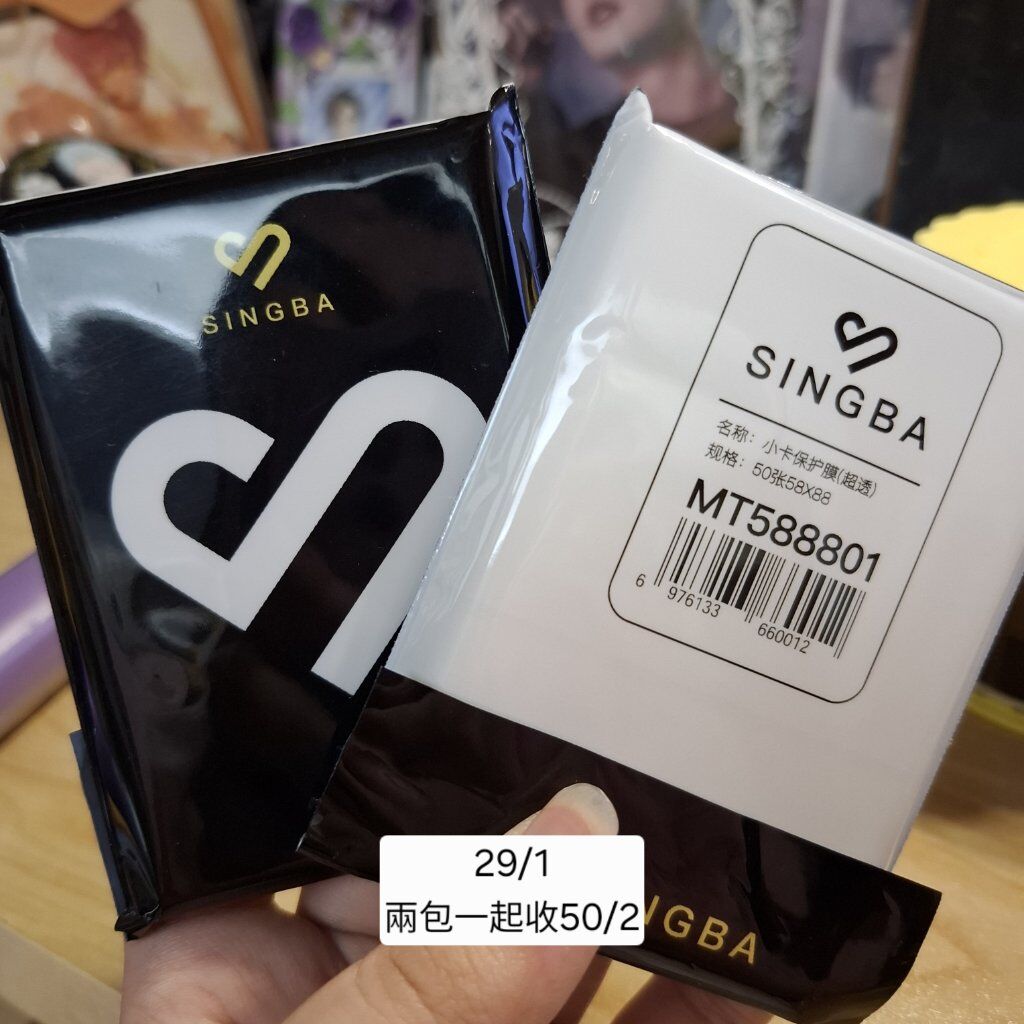 SINGBA
SINGBA
名称：小卡保护膜(超透)
规格：50张58X88
MT588801
6 976133 660012
29/1
兩包一起收50/2
NGBA